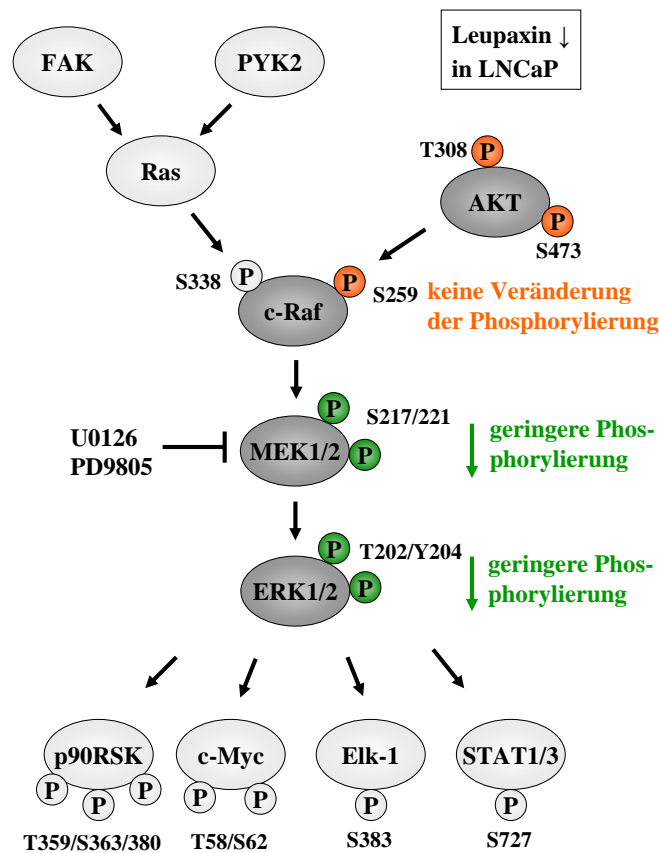 FAK
PYK2
Leupaxin ↓
in LNCaP
Ras
T308
P
AKT
P
S473
S338
P
P
S259
c-Raf
keine Veränderung
der Phosphorylierung
P
S217/221
U0126
PD9805
MEK1/2
P
geringere Phos-
phorylierung
P
T202/Y204
ERK1/2
P
geringere Phos-
phorylierung
p90RSK
c-Myc
Elk-1
STAT1/3
P
P
P
P
P
P
P
T359/S363/380
T58/S62
S383
S727